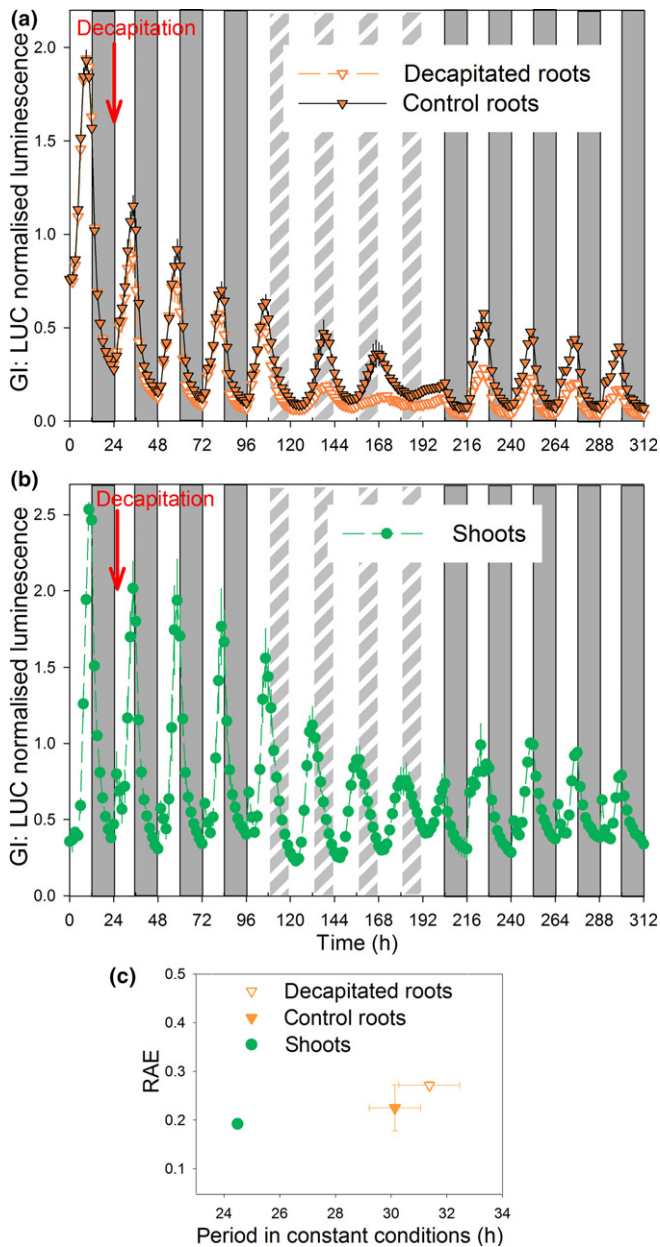 (a)
Decapitation
Decapitated roots
Control roots
GI: LUC normalised luminescence
2.0
1.5
1.0
0.5
0.0
0 24 48 72 96 120 144 168 192 216 240 264 288 312
(b)
Decapitation
Shoots
GI: LUC normalised luminescence
2.5
2.0
1.5
1.0
0.5
0.0
0 24 48 72 96 120 144 168 192 216 240 264 288 312
Time (h)
(c)
Decapitated roots
Control roots
Shoots
RAE
0.5
0.4
0.3
0.2
0.1
24 26 28 30 32 34
Period in constant conditions (h)